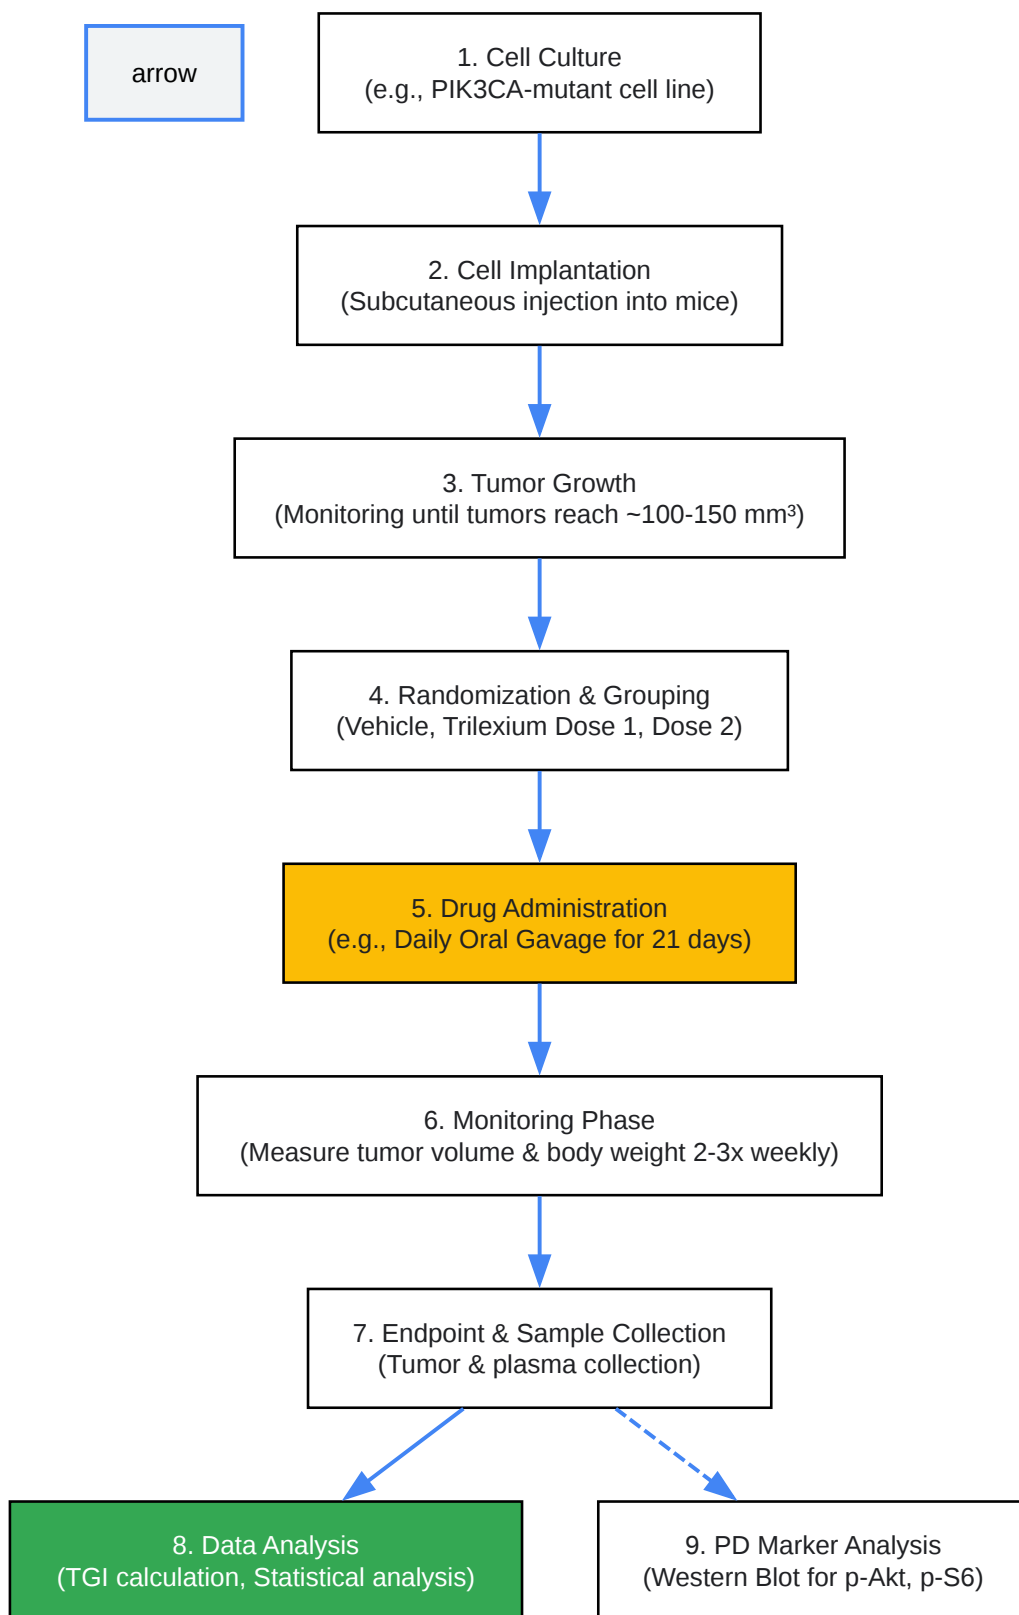 arrow
1. Cell Culture
(e.g., PIK3CA-mutant cell line)
2. Cell Implantation
(Subcutaneous injection into mice)
3. Tumor Growth
(Monitoring until tumors reach ~100-150 mm³)
4. Randomization & Grouping
(Vehicle, Trilexium Dose 1, Dose 2)
5. Drug Administration
(e.g., Daily Oral Gavage for 21 days)
6. Monitoring Phase
(Measure tumor volume & body weight 2-3x weekly)
7. Endpoint & Sample Collection
(Tumor & plasma collection)
8. Data Analysis
(TGI calculation, Statistical analysis)
9. PD Marker Analysis
(Western Blot for p-Akt, p-S6)